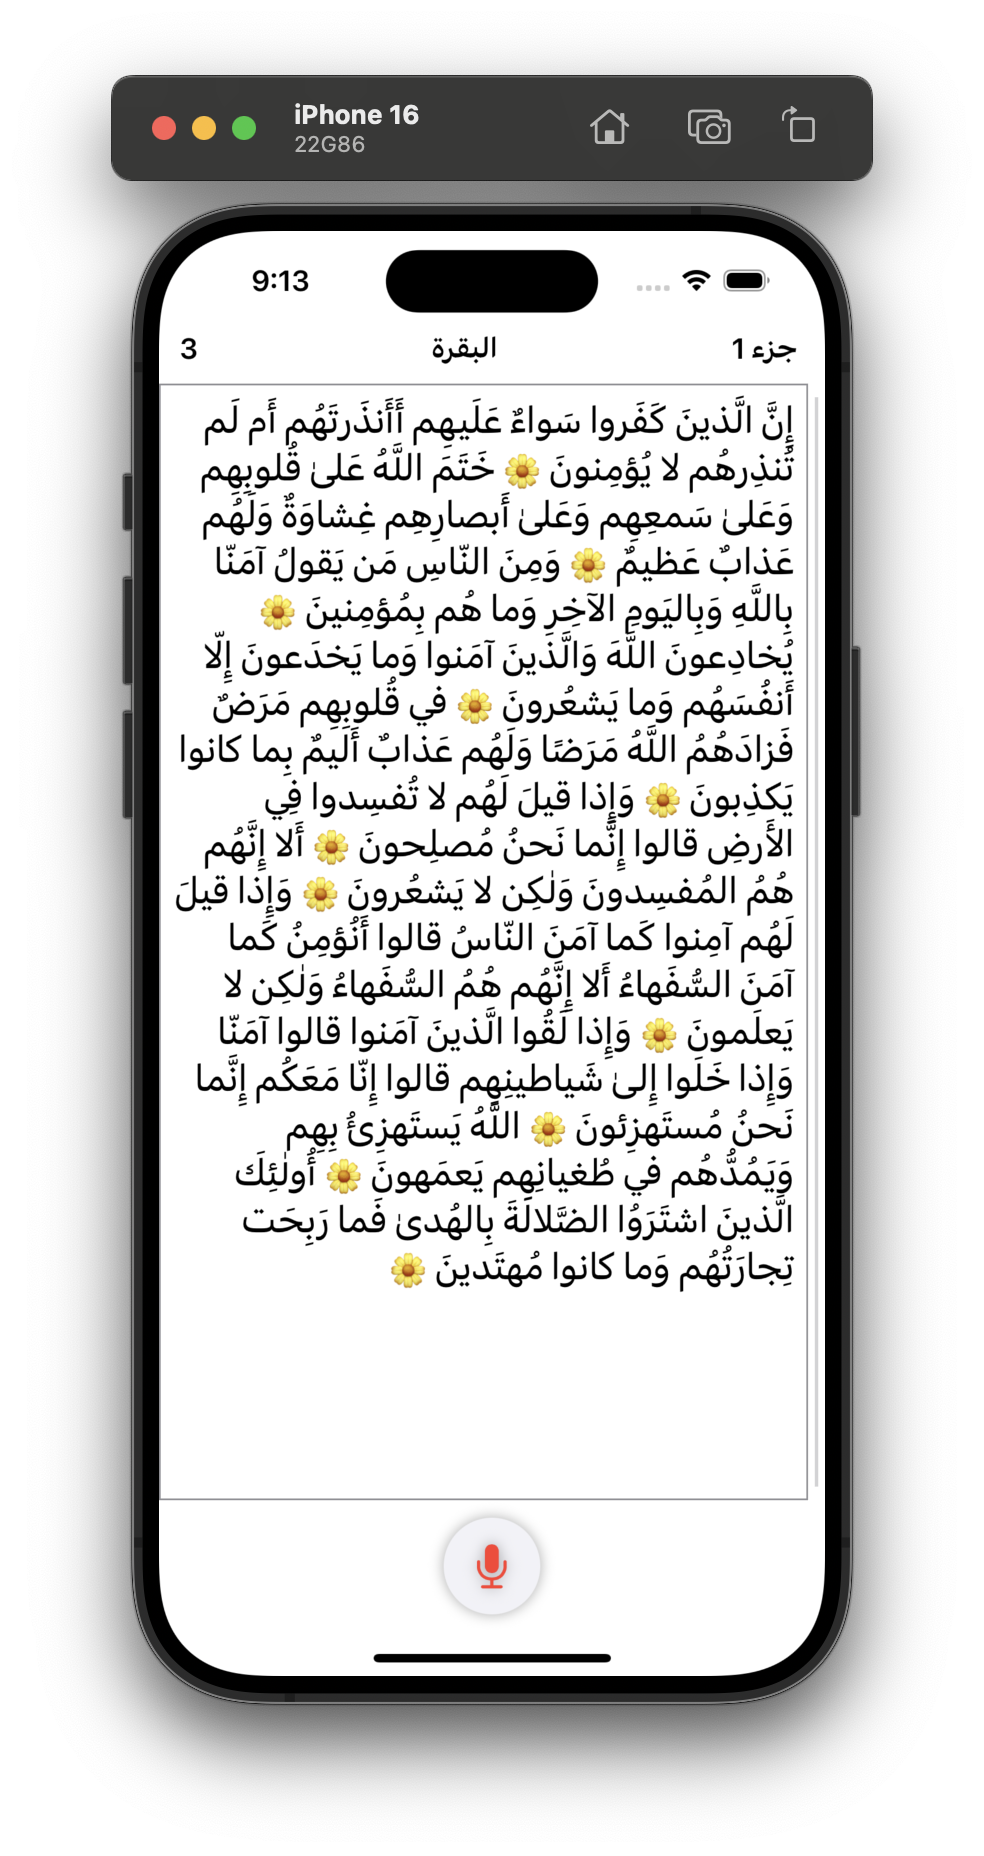 iPhone 16
22G86
9:13
جزء 1 البقرة 3
إِنَّ الَّذينَ كَفَروا سَواءٌ عَلَيهِم أَأَنذَرتَهُم أَم لَم
تُنذِرهُم لا يُؤمِنونَ 🌼 خَتَمَ اللَّهُ عَلىٰ قُلوبِهِم
وَعَلىٰ سَمعِهِم وَعَلىٰ أَبصارِهِم غِشاوَةٌ وَلَهُم
عَذابٌ عَظيمٌ 🌼 وَمِنَ النّاسِ مَن يَقولُ آمَنّا
بِاللَّهِ وَبِاليَومِ الآخِرِ وَما هُم بِمُؤمِنينَ 🌼
يُخادِعونَ اللَّهَ وَالَّذينَ آمَنوا وَما يَخدَعونَ إِلّا
أَنفُسَهُم وَما يَشعُرونَ 🌼 في قُلوبِهِم مَرَضٌ
فَزادَهُمُ اللَّهُ مَرَضًا وَلَهُم عَذابٌ أَليمٌ بِما كانوا
يَكذِبونَ 🌼 وَإِذا قيلَ لَهُم لا تُفسِدوا فِي
الأَرضِ قالوا إِنَّما نَحنُ مُصلِحونَ 🌼 أَلا إِنَّهُم
هُمُ المُفسِدونَ وَلٰكِن لا يَشعُرونَ 🌼 وَإِذا قيلَ
لَهُم آمِنوا كَما آمَنَ النّاسُ قالوا أَنُؤمِنُ كَما
آمَنَ السُّفَهاءُ أَلا إِنَّهُم هُمُ السُّفَهاءُ وَلٰكِن لا
يَعلَمونَ 🌼 وَإِذا لَقُوا الَّذينَ آمَنوا قالوا آمَنّا
وَإِذا خَلَوا إِلىٰ شَياطينِهِم قالوا إِنّا مَعَكُم إِنَّما
نَحنُ مُستَهزِئونَ 🌼 اللَّهُ يَستَهزِئُ بِهِم
وَيَمُدُّهُم في طُغيانِهِم يَعمَهونَ 🌼 أُولٰئِكَ
الَّذينَ اشتَرَوُا الضَّلالَةَ بِالهُدىٰ فَما رَبِحَت
تِجارَتُهُم وَما كانوا مُهتَدينَ 🌼